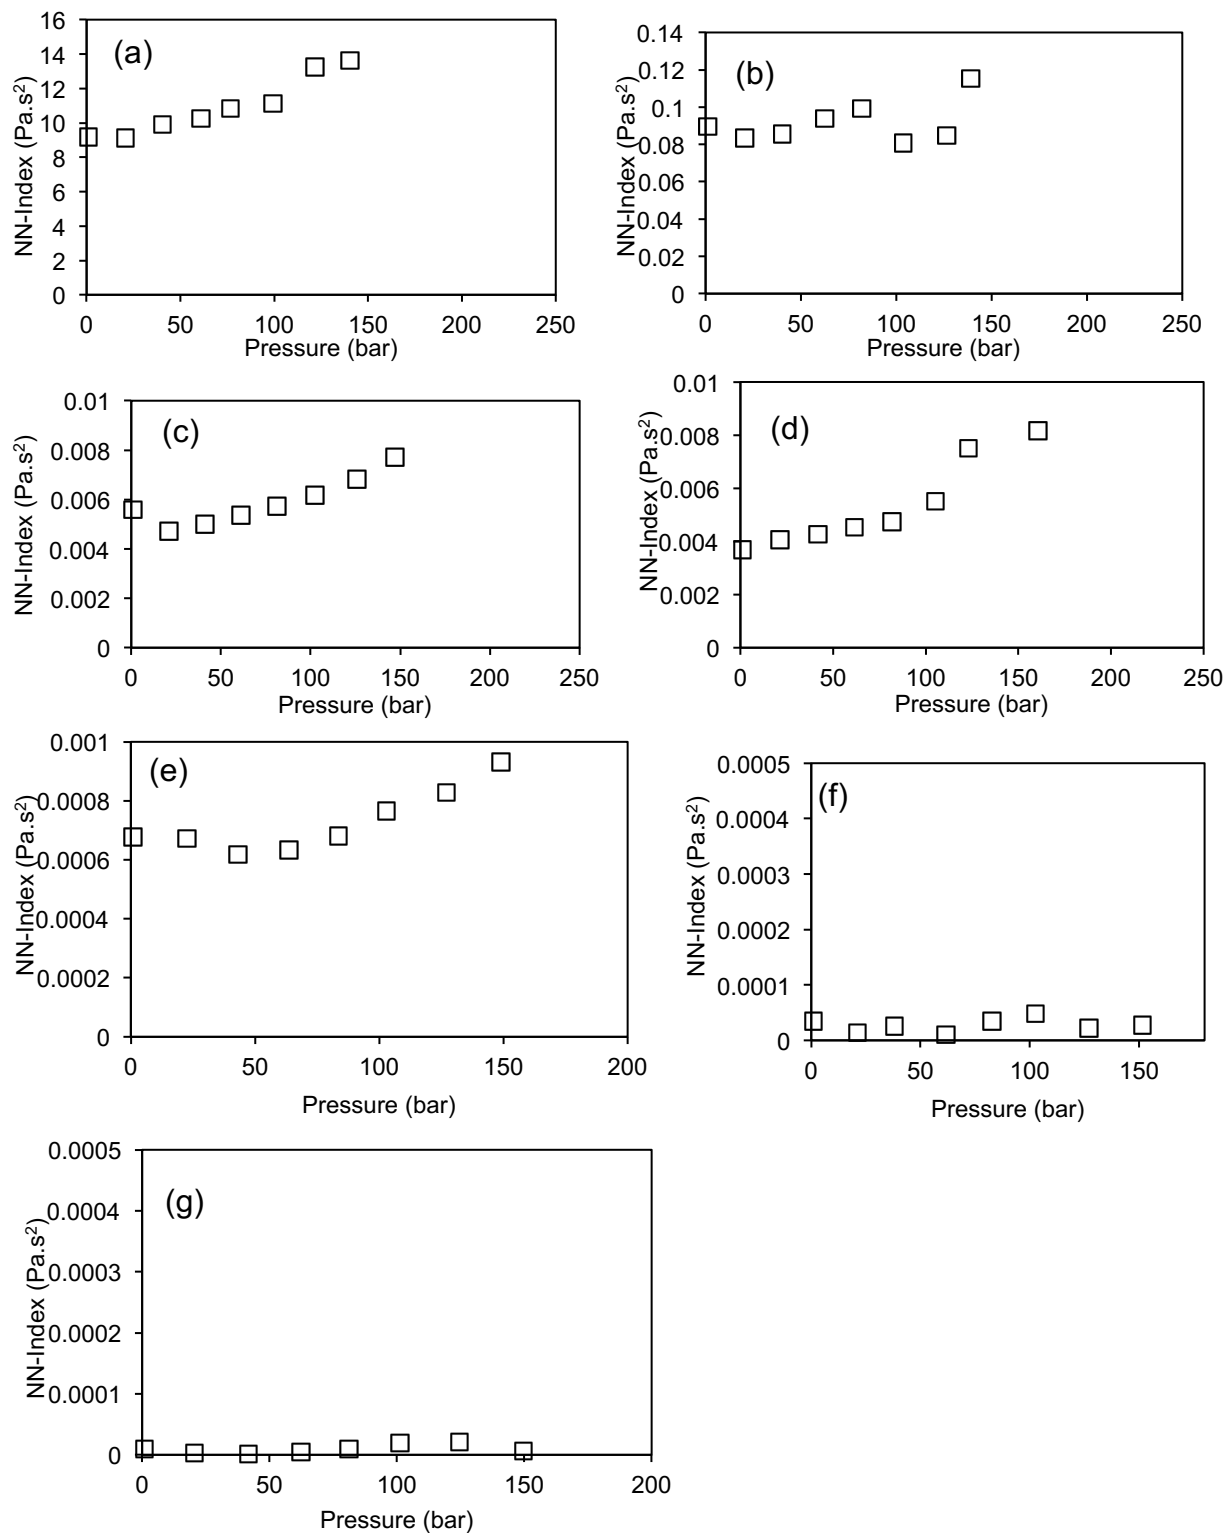 (a)
NN-Index (Pa.s²)
16
14
12
10
8
6
4
2
0
0 50 100 150 200 250
Pressure (bar)
(b)
NN-Index (Pa.s²)
0.14
0.12
0.1
0.08
0.06
0.04
0.02
0
0 50 100 150 200 250
Pressure (bar)
(c)
NN-Index (Pa.s²)
0.01
0.008
0.006
0.004
0.002
0
0 50 100 150 200 250
Pressure (bar)
(d)
NN-Index (Pa.s²)
0.01
0.008
0.006
0.004
0.002
0
0 50 100 150 200 250
Pressure (bar)
(e)
NN-Index (Pa.s²)
0.001
0.0008
0.0006
0.0004
0.0002
0
0 50 100 150 200
Pressure (bar)
(f)
NN-Index (Pa.s²)
0.0005
0.0004
0.0003
0.0002
0.0001
0
0 50 100 150
Pressure (bar)
(g)
NN-Index (Pa.s²)
0.0005
0.0004
0.0003
0.0002
0.0001
0
0 50 100 150 200
Pressure (bar)